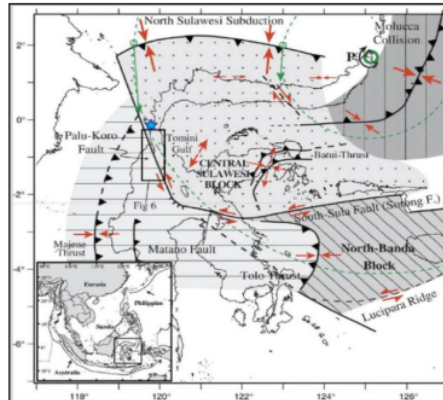 North Sulawesi Subduction
Molucca
Collision
2°
P.
0°
Palu-Koro
Fault
Tomini
Gulf
CENTRAL
SULAWESI
BLOCK
Batui-Thrust
-2°
Fig 6
South-Sula Fault (Sorong F.)
Majene
Thrust
Matano Fault
North-Banda
Block
-4°
Tolo Thrust
Lucipara Ridge
Eurasia
Philippine
Sunda
Australia
-6°
118°
120°
122°
124°
126°